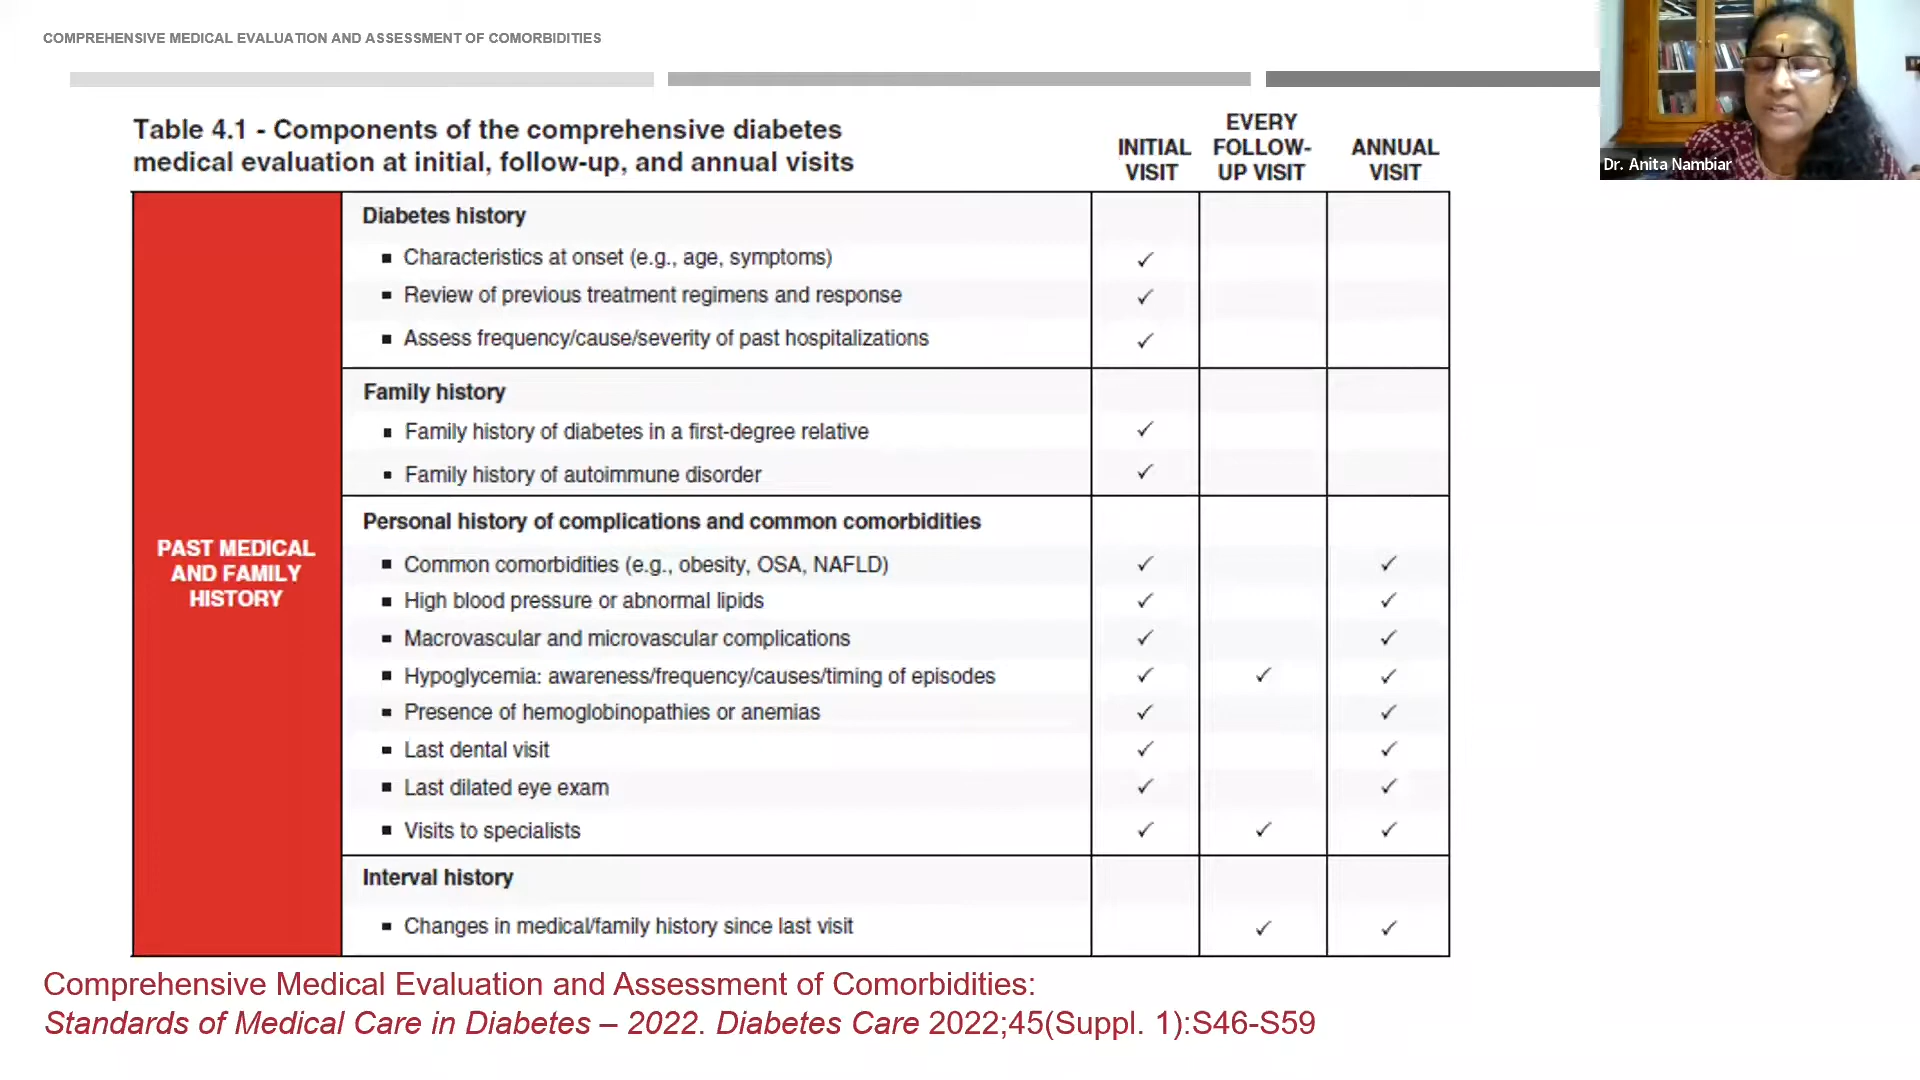 COMPREHENSIVE MEDICAL EVALUATION AND ASSESSMENT OF COMORBIDITIES
Dr. Anita Nambiar
Table 4.1 - Components of the comprehensive diabetes
medical evaluation at initial, follow-up, and annual visits
INITIAL
VISIT
EVERY
FOLLOW-
UP VISIT
ANNUAL
VISIT
PAST MEDICAL
AND FAMILY
HISTORY
Diabetes history
▪ Characteristics at onset (e.g., age, symptoms) ✓
▪ Review of previous treatment regimens and response ✓
▪ Assess frequency/cause/severity of past hospitalizations ✓
Family history
▪ Family history of diabetes in a first-degree relative ✓
▪ Family history of autoimmune disorder ✓
Personal history of complications and common comorbidities
▪ Common comorbidities (e.g., obesity, OSA, NAFLD) ✓ ✓
▪ High blood pressure or abnormal lipids ✓ ✓
▪ Macrovascular and microvascular complications ✓ ✓
▪ Hypoglycemia: awareness/frequency/causes/timing of episodes ✓ ✓ ✓
▪ Presence of hemoglobinopathies or anemias ✓ ✓
▪ Last dental visit ✓ ✓
▪ Last dilated eye exam ✓ ✓
▪ Visits to specialists ✓ ✓ ✓
Interval history
▪ Changes in medical/family history since last visit ✓ ✓
Comprehensive Medical Evaluation and Assessment of Comorbidities:
Standards of Medical Care in Diabetes – 2022. Diabetes Care 2022;45(Suppl. 1):S46-S59